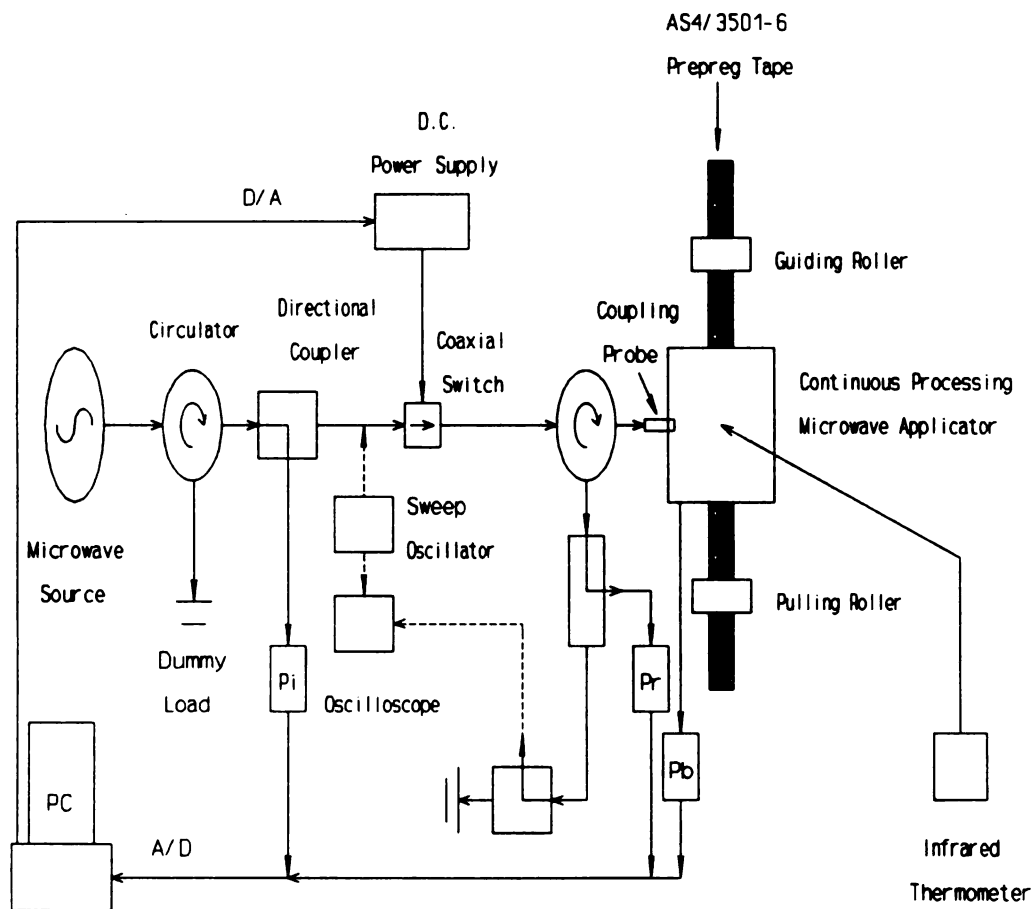 AS4/3501-6
Prepreg Tape
D.C.
Power Supply
D/A
Guiding Roller
Directional
Coupler
Circulator
Coaxial
Switch
Coupling
Probe
Continuous Processing
Microwave Applicator
Microwave
Source
Sweep
Oscillator
Pulling Roller
Dummy
Load
Pi
Oscilloscope
Pr
Pb
PC
A/D
Infrared
Thermometer